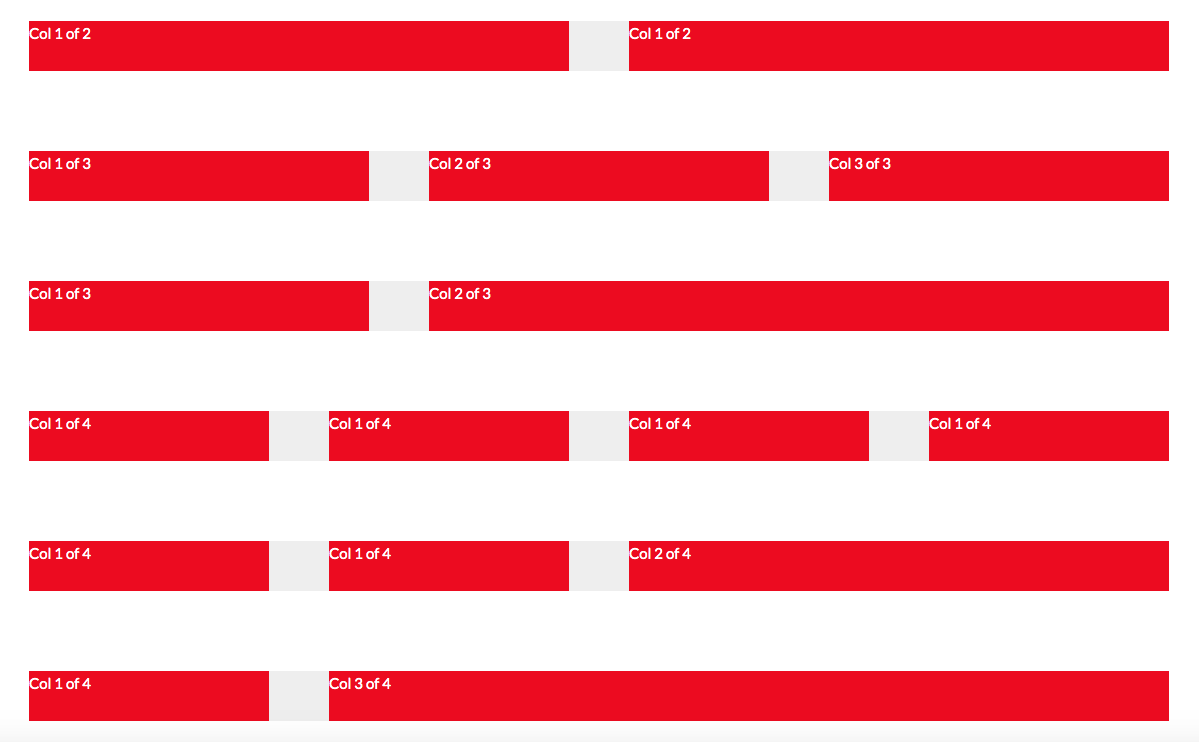 Col 1 of 2 Col 1 of 2
Col 1 of 3 Col 2 of 3 Col 3 of 3
Col 1 of 3 Col 2 of 3
Col 1 of 4 Col 1 of 4 Col 1 of 4 Col 1 of 4
Col 1 of 4 Col 1 of 4 Col 2 of 4
Col 1 of 4 Col 3 of 4